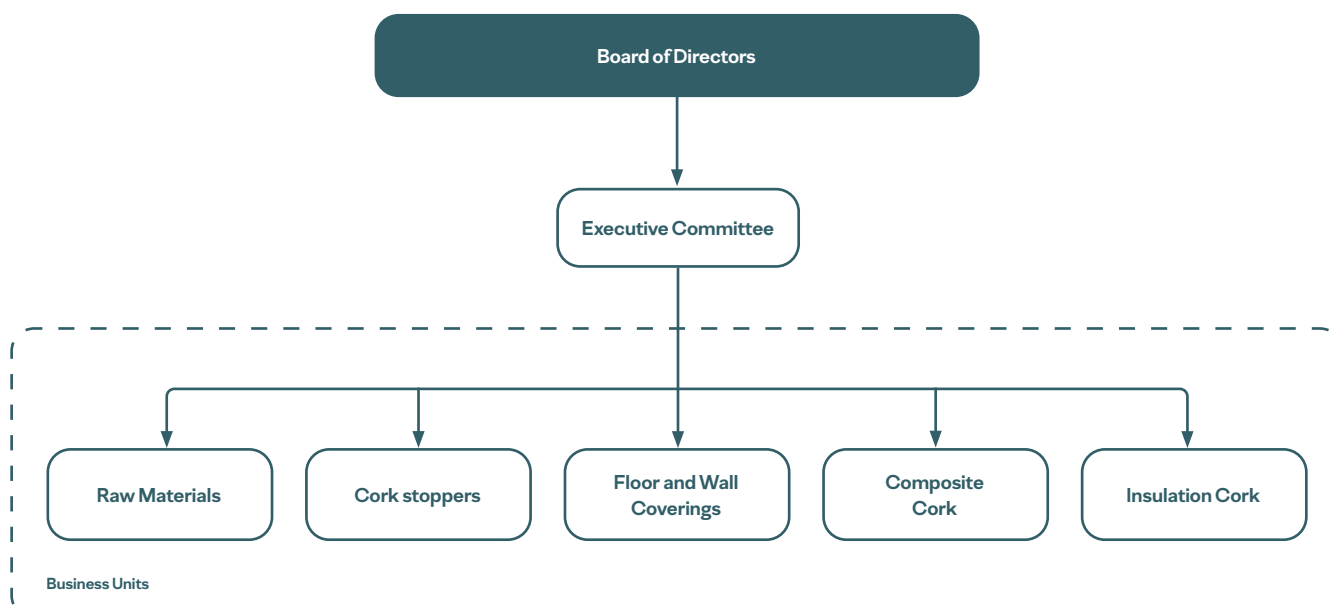 Board of Directors
Executive Committee
Raw Materials
Cork stoppers
Floor and Wall
Coverings
Composite
Cork
Insulation Cork
Business Units